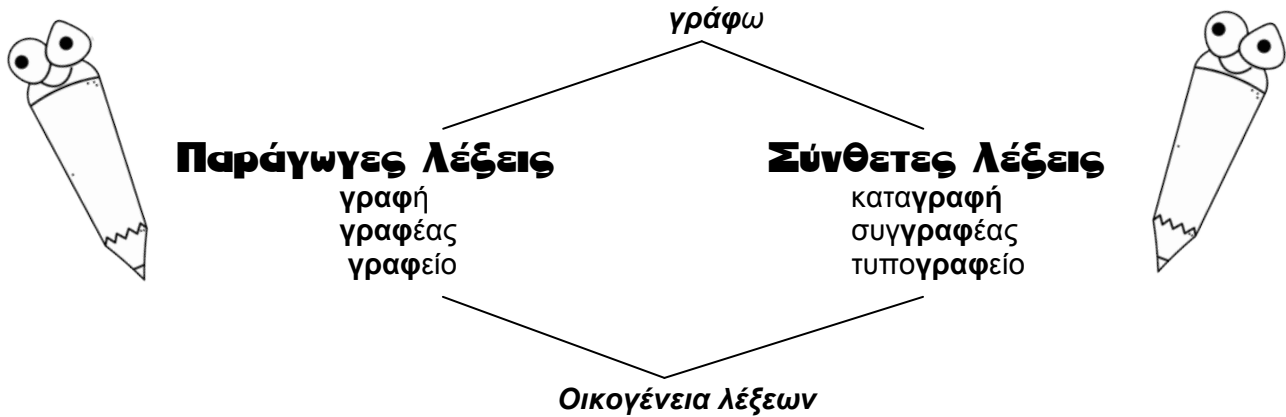 γράφω
Παράγωγες λέξεις
γραφή
γραφέας
γραφείο
Σύνθετες λέξεις
καταγραφή
συγγραφέας
τυπογραφείο
Οικογένεια λέξεων